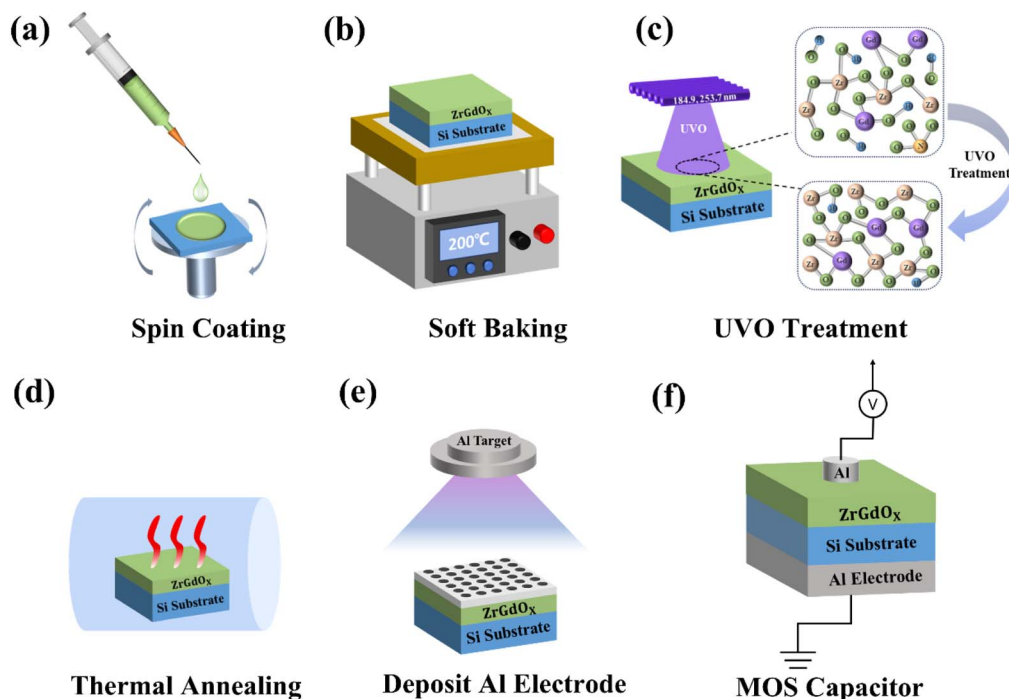 (a)
Spin Coating
(b)
ZrGdOX
Si Substrate
200℃
Soft Baking
(c)
184.9, 253.7 nm
UVO
ZrGdOX
Si Substrate
UVO
Treatment
UVO Treatment
(d)
ZrGdOX
Si Substrate
Thermal Annealing
(e)
Al Target
ZrGdOX
Si Substrate
Deposit Al Electrode
(f)
V
Al
ZrGdOX
Si Substrate
Al Electrode
MOS Capacitor